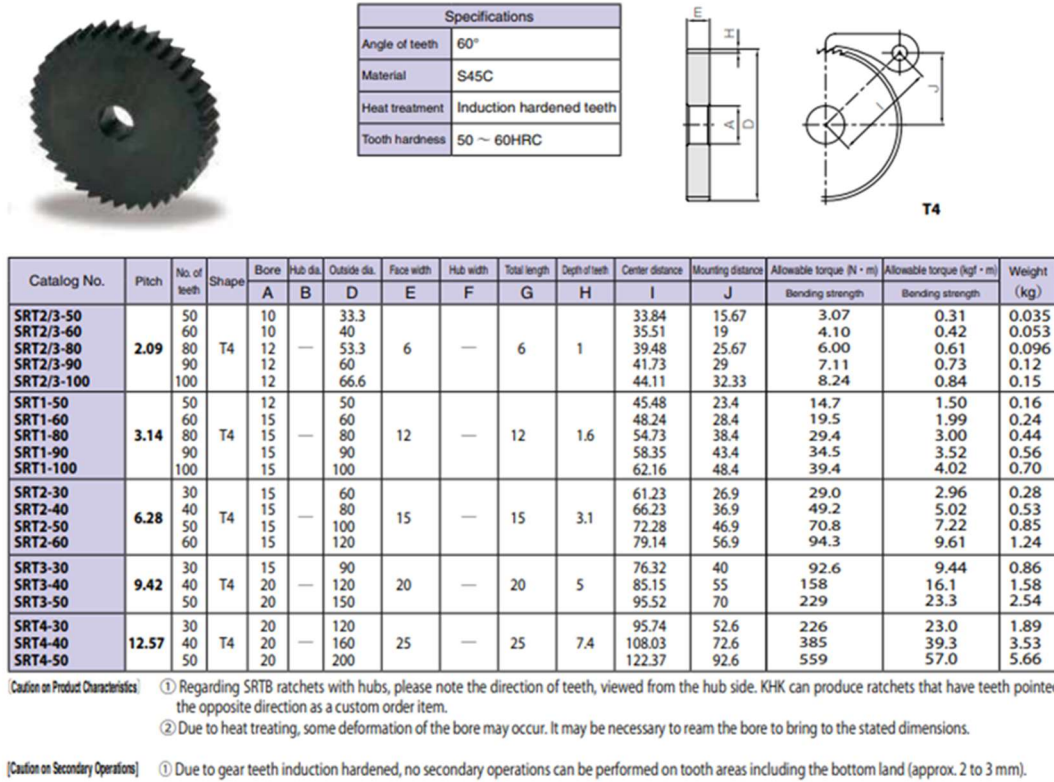 Specifications
Angle of teeth 60°
Material S45C
Heat treatment Induction hardened teeth
Tooth hardness 50 ~ 60HRC
E
H
A
D
I
J
T4
Catalog No. Pitch No. of teeth Shape Bore Hub dia. Outside dia. Face width Hub width Total length Depth of teeth Center distance Mounting distance Allowable torque (N・m) Allowable torque (kgf・m) Weight (kg)
A B D E F G H I J Bending strength Bending strength
SRT2/3-50 50 10 33.3 33.84 15.67 3.07 0.31 0.035
SRT2/3-60 60 10 40 35.51 19 4.10 0.42 0.053
SRT2/3-80 2.09 80 T4 12 — 53.3 6 — 6 1 39.48 25.67 6.00 0.61 0.096
SRT2/3-90 90 12 60 41.73 29 7.11 0.73 0.12
SRT2/3-100 100 12 66.6 44.11 32.33 8.24 0.84 0.15
SRT1-50 50 12 50 45.48 23.4 14.7 1.50 0.16
SRT1-60 60 15 60 48.24 28.4 19.5 1.99 0.24
SRT1-80 3.14 80 T4 15 — 80 12 — 12 1.6 54.73 38.4 29.4 3.00 0.44
SRT1-90 90 15 90 58.35 43.4 34.5 3.52 0.56
SRT1-100 100 15 100 62.16 48.4 39.4 4.02 0.70
SRT2-30 30 15 60 61.23 26.9 29.0 2.96 0.28
SRT2-40 6.28 40 T4 15 — 80 15 — 15 3.1 66.23 36.9 49.2 5.02 0.53
SRT2-50 50 15 100 72.28 46.9 70.8 7.22 0.85
SRT2-60 60 15 120 79.14 56.9 94.3 9.61 1.24
SRT3-30 30 15 90 76.32 40 92.6 9.44 0.86
SRT3-40 9.42 40 T4 20 — 120 20 — 20 5 85.15 55 158 16.1 1.58
SRT3-50 50 20 150 95.52 70 229 23.3 2.54
SRT4-30 30 20 120 95.74 52.6 226 23.0 1.89
SRT4-40 12.57 40 T4 20 — 160 25 — 25 7.4 108.03 72.6 385 39.3 3.53
SRT4-50 50 20 200 122.37 92.6 559 57.0 5.66
[Caution on Product Characteristics] ① Regarding SRTB ratchets with hubs, please note the direction of teeth, viewed from the hub side. KHK can produce ratchets that have teeth pointed
the opposite direction as a custom order item.
② Due to heat treating, some deformation of the bore may occur. It may be necessary to ream the bore to bring to the stated dimensions.
[Caution on Secondary Operations] ① Due to gear teeth induction hardened, no secondary operations can be performed on tooth areas including the bottom land (approx. 2 to 3 mm).